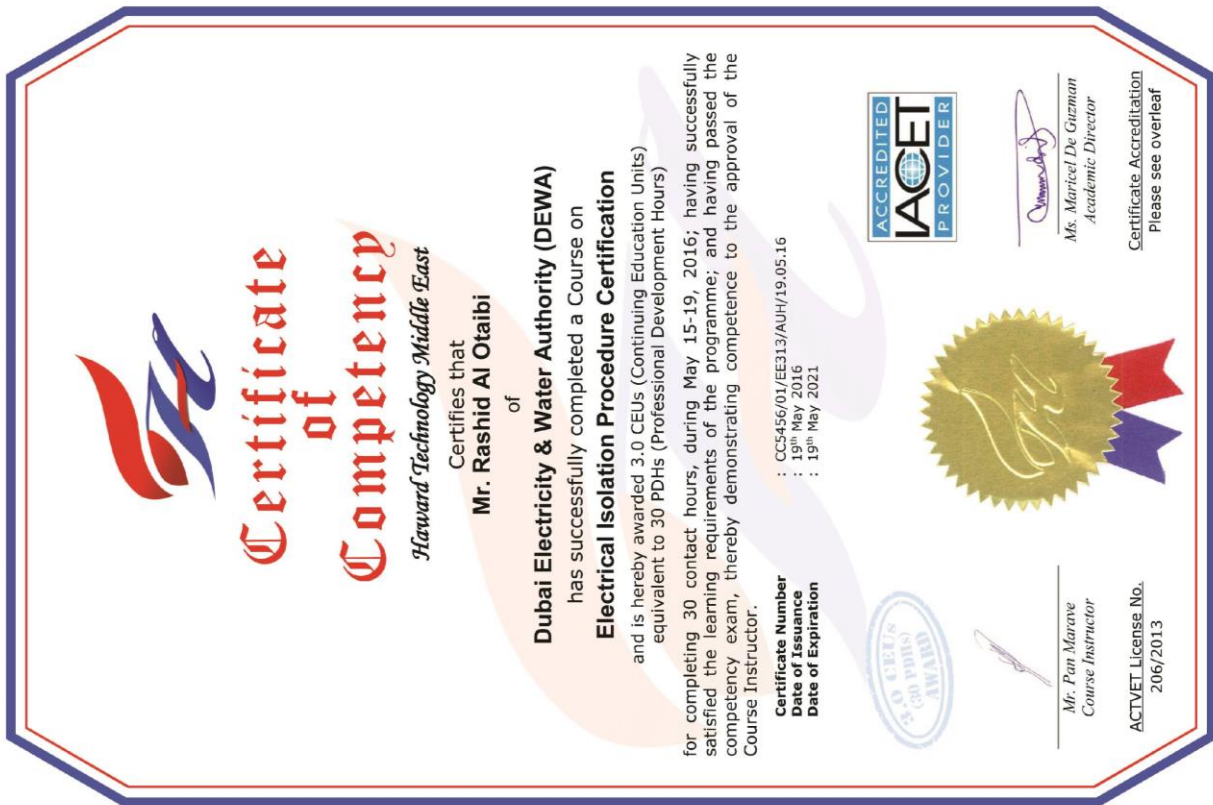 Certificate
of
Competency
Haward Technology Middle East
Certifies that
Mr. Rashid Al Otaibi
of
Dubai Electricity & Water Authority (DEWA)
has successfully completed a Course on
Electrical Isolation Procedure Certification
and is hereby awarded 3.0 CEUs (Continuing Education Units)
equivalent to 30 PDHs (Professional Development Hours)
for completing 30 contact hours, during May 15-19, 2016; having successfully
satisfied the learning requirements of the programme; and having passed the
competency exam, thereby demonstrating competence to the approval of the
Course Instructor.
Certificate Number : CC5456/01/EE313/AUH/19.05.16
Date of Issuance : 19th May 2016
Date of Expiration : 19th May 2021
3.0 CEUs
(30 PDHs)
AWARD
ACCREDITED
IACET
PROVIDER
Mr. Pan Marave
Course Instructor
Ms. Maricel De Guzman
Academic Director
ACTVET License No.
206/2013
Certificate Accreditation
Please see overleaf